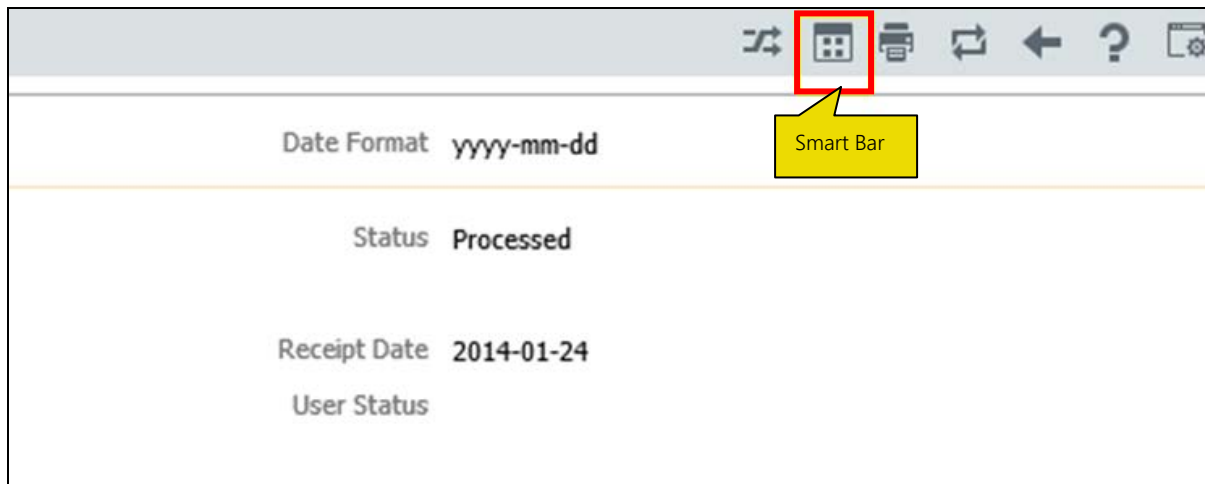 Smart Bar
Date Format yyyy-mm-dd
Status Processed
Receipt Date 2014-01-24
User Status